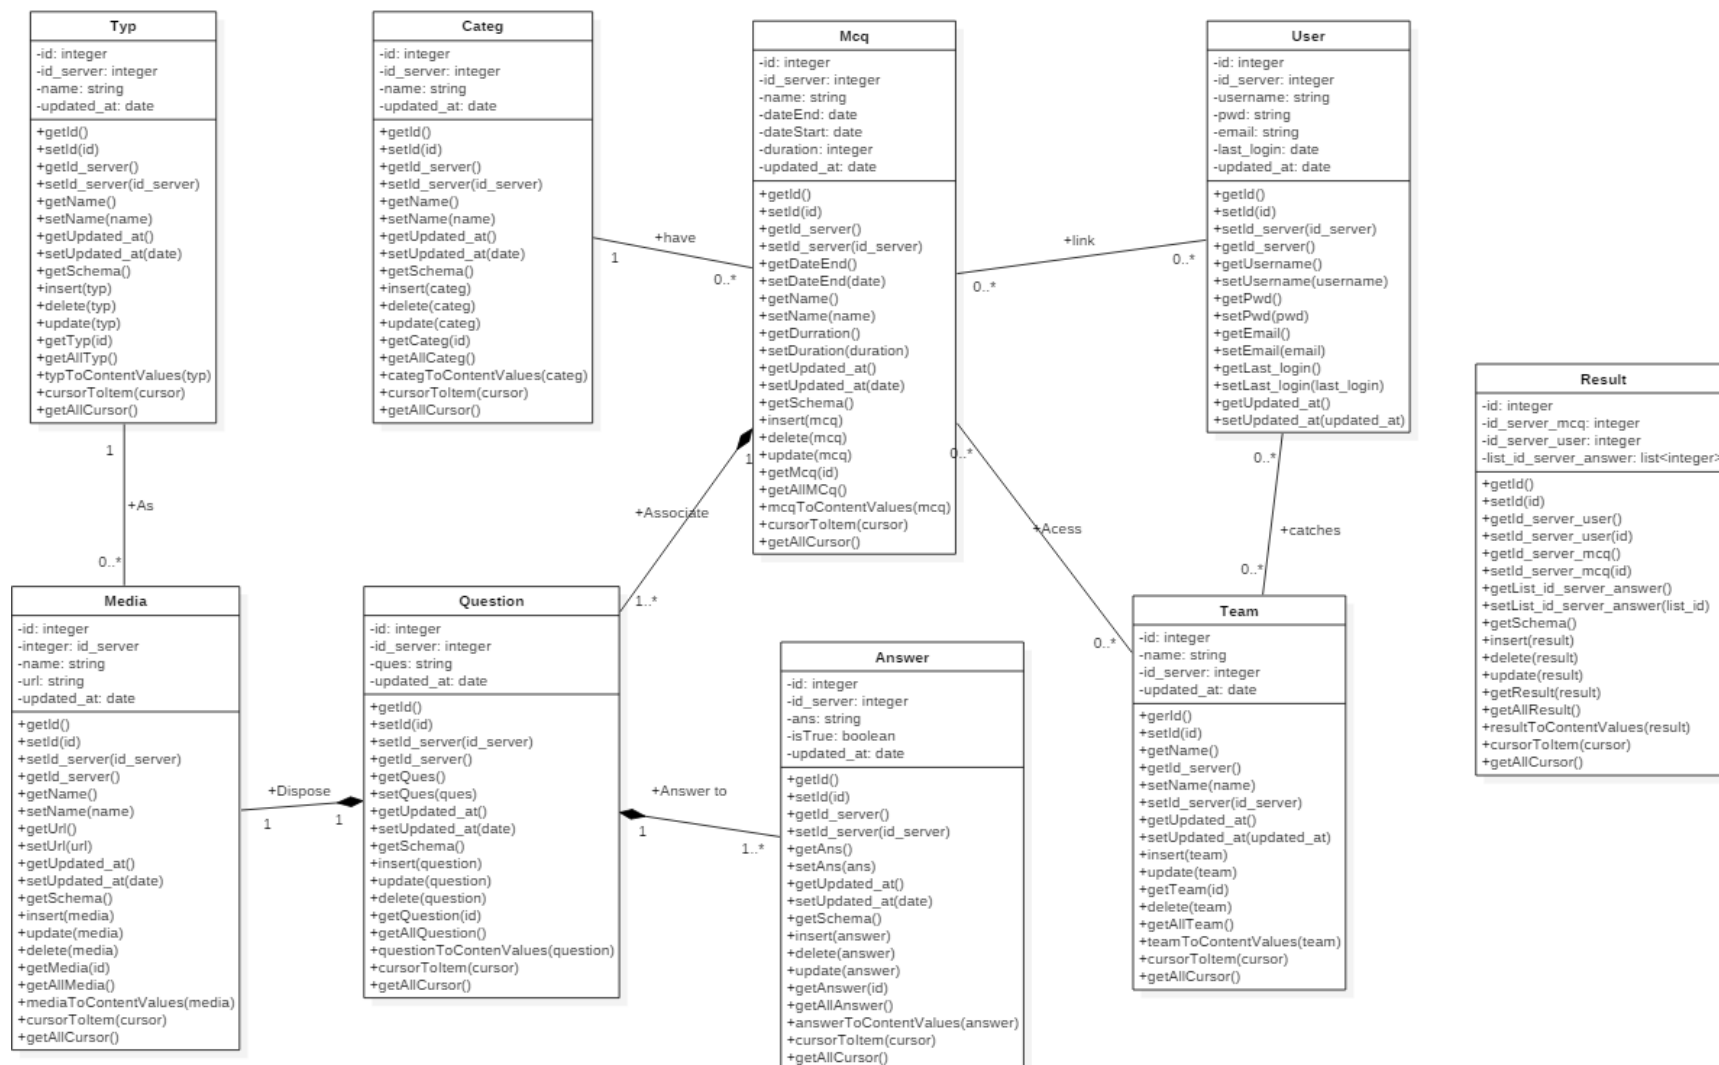 Typ
-id: integer
-id_server: integer
-name: string
-updated_at: date
+getId()
+setId(id)
+getId_server()
+setId_server(id_server)
+getName()
+setName(name)
+getUpdated_at()
+setUpdated_at(date)
+getSchema()
+insert(typ)
+delete(typ)
+update(typ)
+getTyp(id)
+getAllTyp()
+typToContentValues(typ)
+cursorToItem(cursor)
+getAllCursor()
Categ
-id: integer
-id_server: integer
-name: string
-updated_at: date
+getId()
+setId(id)
+getId_server()
+setId_server(id_server)
+getName()
+setName(name)
+getUpdated_at()
+setUpdated_at(date)
+getSchema()
+insert(categ)
+delete(categ)
+update(categ)
+getCateg(id)
+getAllCateg()
+categToContentValues(categ)
+cursorToItem(cursor)
+getAllCursor()
+have
1
0..*
Mcq
-id: integer
-id_server: integer
-name: string
-dateEnd: date
-dateStart: date
-duration: integer
-updated_at: date
+getId()
+setId(id)
+getId_server()
+setId_server(id_server)
+getDateEnd()
+setDateEnd(date)
+getName()
+setName(name)
+getDurration()
+setDuration(duration)
+getUpdated_at()
+setUpdated_at(date)
+getSchema()
+insert(mcq)
+delete(mcq)
+update(mcq)
+getMcq(id)
+getAllMCq()
+mcqToContentValues(mcq)
+cursorToItem(cursor)
+getAllCursor()
+link
0..*
0..*
User
-id: integer
-id_server: integer
-username: string
-pwd: string
-email: string
-last_login: date
-updated_at: date
+getId()
+setId(id)
+setId_server(id_server)
+getId_server()
+getUsername()
+setUsername(username)
+getPwd()
+setPwd(pwd)
+getEmail()
+setEmail(email)
+getLast_login()
+setLast_login(last_login)
+getUpdated_at()
+setUpdated_at(updated_at)
Result
-id: integer
-id_server_mcq: integer
-id_server_user: integer
-list_id_server_answer: list<integer>
+getId()
+setId(id)
+getId_server_user()
+setId_server_user(id)
+getId_server_mcq()
+setId_server_mcq(id)
+getList_id_server_answer()
+setList_id_server_answer(list_id)
+getSchema()
+insert(result)
+delete(result)
+update(result)
+getResult(result)
+getAllResult()
+resultToContentValues(result)
+cursorToItem(cursor)
+getAllCursor()
1
+As
0..*
1
+Associate
1..*
0..*
+Acess
0..*
0..*
+catches
0..*
Media
-id: integer
-integer: id_server
-name: string
-url: string
-updated_at: date
+getId()
+setId(id)
+setId_server(id_server)
+getId_server()
+getName()
+setName(name)
+getUrl()
+setUrl(url)
+getUpdated_at()
+setUpdated_at(date)
+getSchema()
+insert(media)
+update(media)
+delete(media)
+getMedia(id)
+getAllMedia()
+mediaToContentValues(media)
+cursorToItem(cursor)
+getAllCursor()
+Dispose
1
1
Question
-id: integer
-id_server: integer
-ques: string
-updated_at: date
+getId()
+setId(id)
+setId_server(id_server)
+getId_server()
+getQues()
+setQues(ques)
+getUpdated_at()
+setUpdated_at(date)
+getSchema()
+insert(question)
+update(question)
+delete(question)
+getQuestion(id)
+getAllQuestion()
+questionToContenValues(question)
+cursorToItem(cursor)
+getAllCursor()
+Answer to
1
1..*
Answer
-id: integer
-id_server: integer
-ans: string
-isTrue: boolean
-updated_at: date
+getId()
+setId(id)
+getId_server()
+setId_server(id_server)
+getAns()
+setAns(ans)
+getUpdated_at()
+setUpdated_at(date)
+getSchema()
+insert(answer)
+delete(answer)
+update(answer)
+getAnswer(id)
+getAllAnswer()
+answerToContentValues(answer)
+cursorToItem(cursor)
+getAllCursor()
Team
-id: integer
-name: string
-id_server: integer
-updated_at: date
+gerId()
+setId(id)
+getName()
+getId_server()
+setName(name)
+setId_server(id_server)
+getUpdated_at()
+setUpdated_at(updated_at)
+insert(team)
+update(team)
+getTeam(id)
+delete(team)
+getAllTeam()
+teamToContentValues(team)
+cursorToItem(cursor)
+getAllCursor()